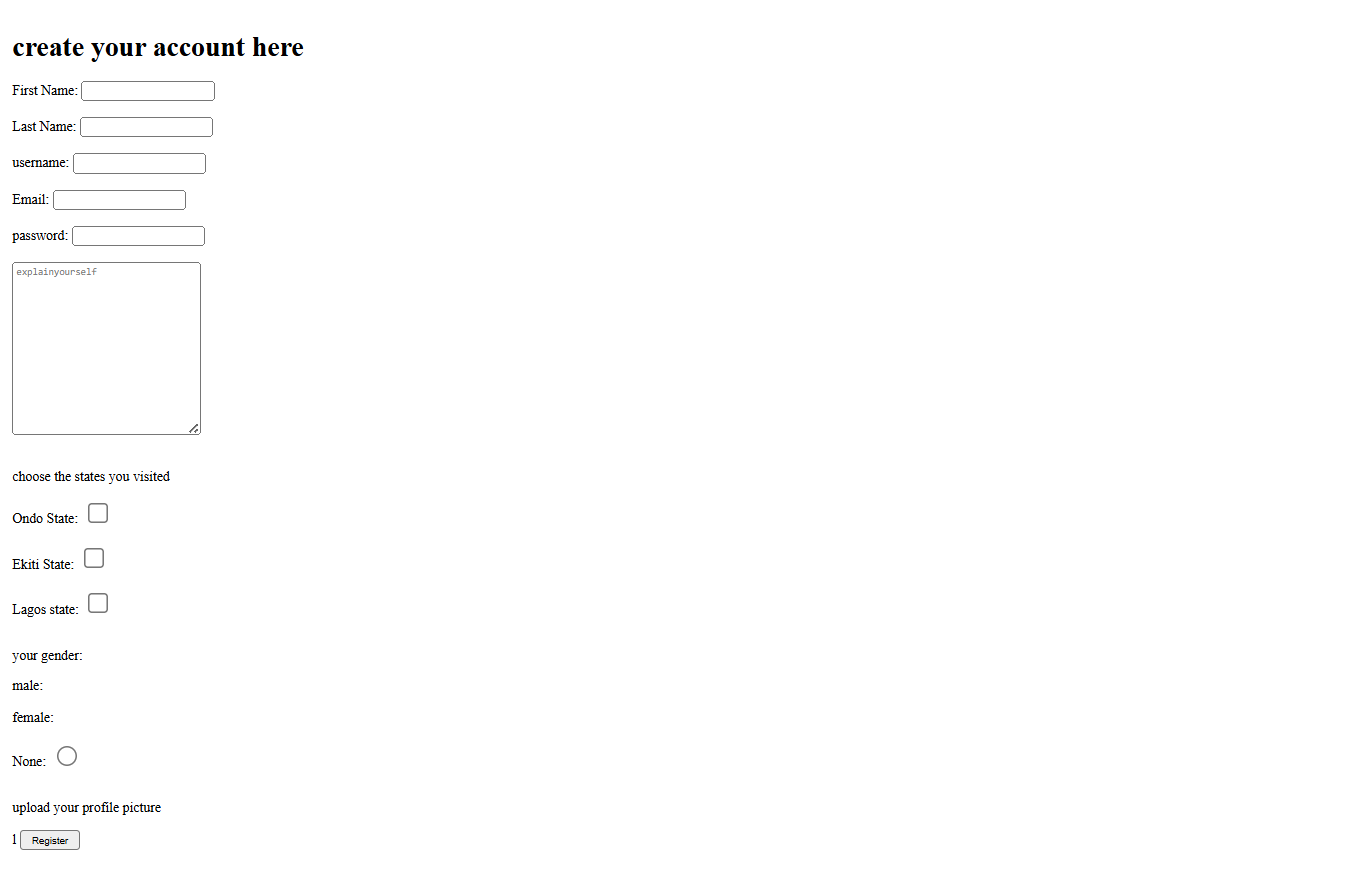 create your account here
First Name:
Last Name:
username:
Email:
password:
explainyourself
choose the states you visited
Ondo State:
Ekiti State:
Lagos state:
your gender:
male:
female:
None:
upload your profile picture
l Register